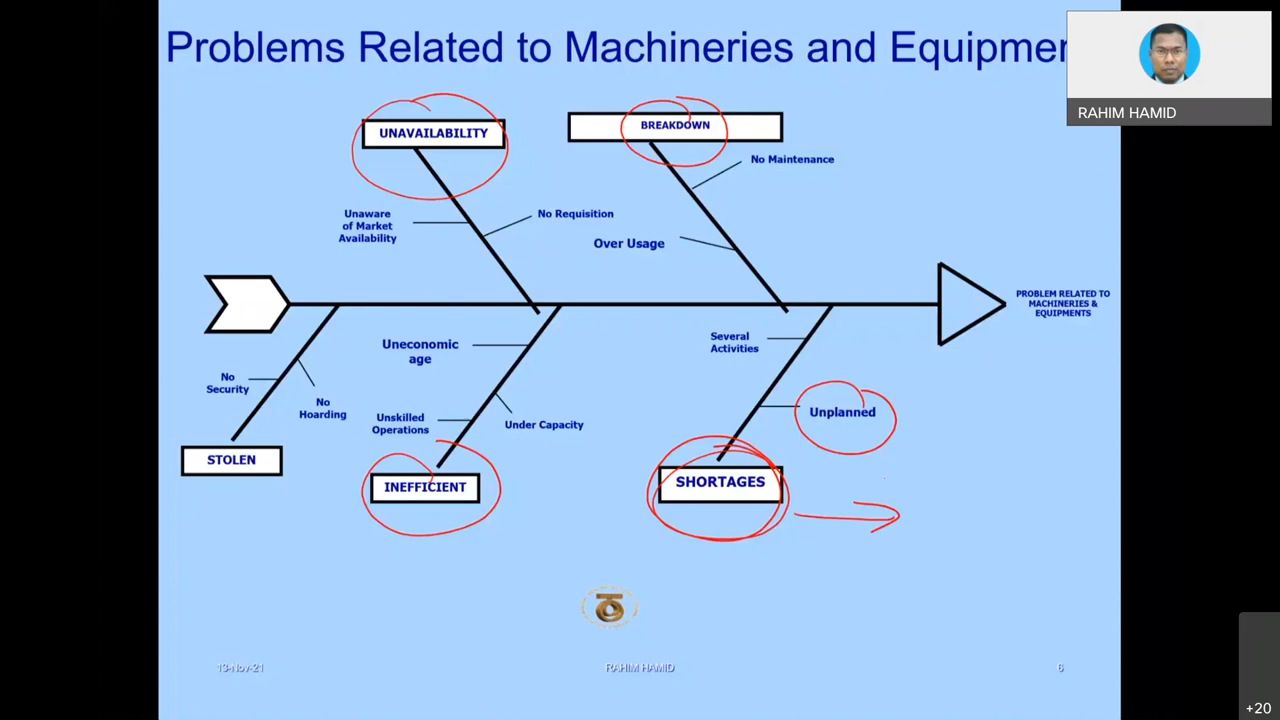 Problems Related to Machineries and Equipmen
RAHIM HAMID
UNAVAILABILITY
BREAKDOWN
No Maintenance
Unaware
of Market
Availability
No Requisition
Over Usage
PROBLEM RELATED TO
MACHINERIES &
EQUIPMENTS
Uneconomic
age
Several
Activities
No
Security
No
Hoarding
Unskilled
Operations
Under Capacity
Unplanned
STOLEN
INEFFICIENT
SHORTAGES
13-Nov-21
RAHIM HAMID
6
+20